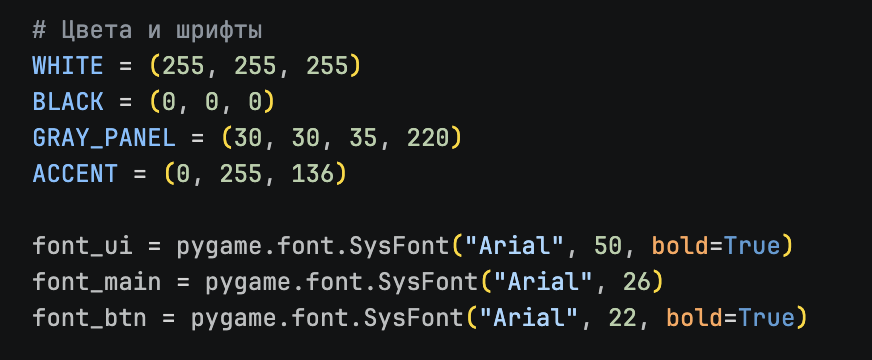 # Цвета и шрифты
WHITE = (255, 255, 255)
BLACK = (0, 0, 0)
GRAY_PANEL = (30, 30, 35, 220)
ACCENT = (0, 255, 136)
font_ui = pygame.font.SysFont("Arial", 50, bold=True)
font_main = pygame.font.SysFont("Arial", 26)
font_btn = pygame.font.SysFont("Arial", 22, bold=True)